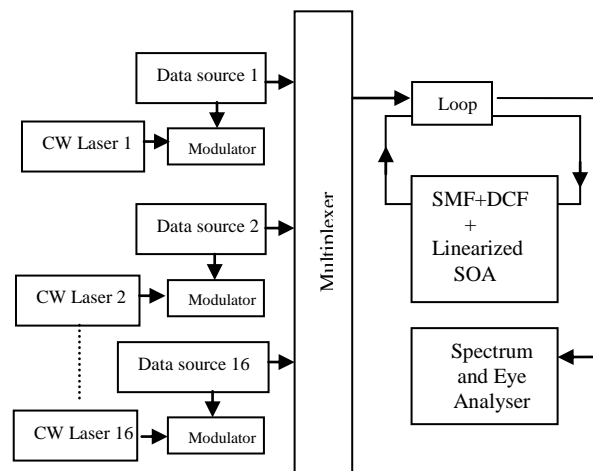 Data source 1
CW Laser 1
Modulator
Data source 2
CW Laser 2
Modulator
Data source 16
CW Laser 16
Modulator
Multiplexer
Loop
SMF+DCF
+
Linearized
SOA
Spectrum
and Eye
Analyser